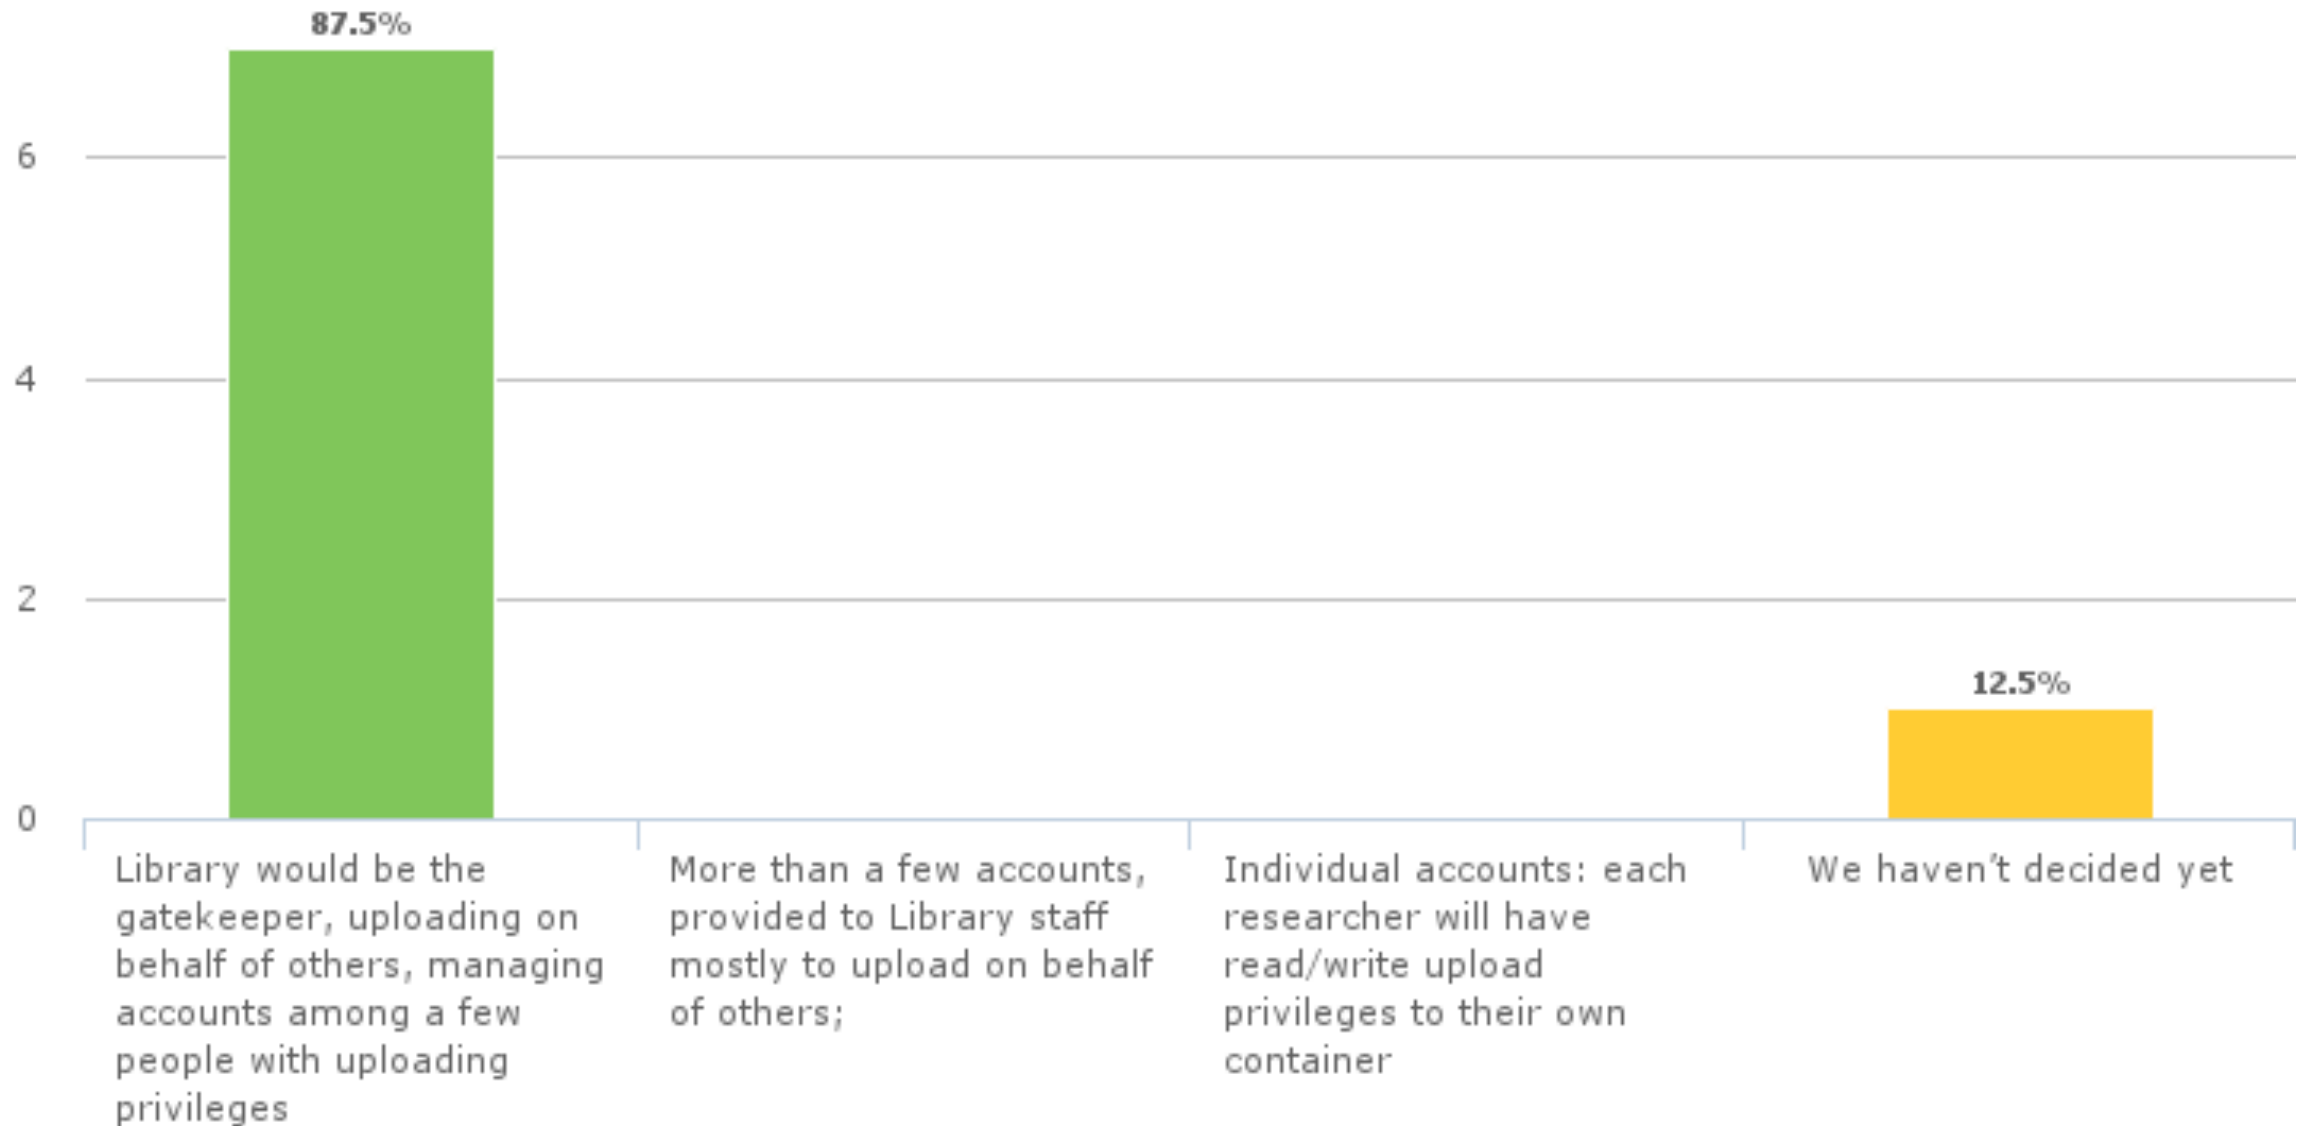 87.5%
6
4
2
12.5%
0
Library would be the
gatekeeper, uploading on
behalf of others, managing
accounts among a few
people with uploading
privileges
More than a few accounts,
provided to Library staff
mostly to upload on behalf
of others;
Individual accounts: each
researcher will have
read/write upload
privileges to their own
container
We haven’t decided yet